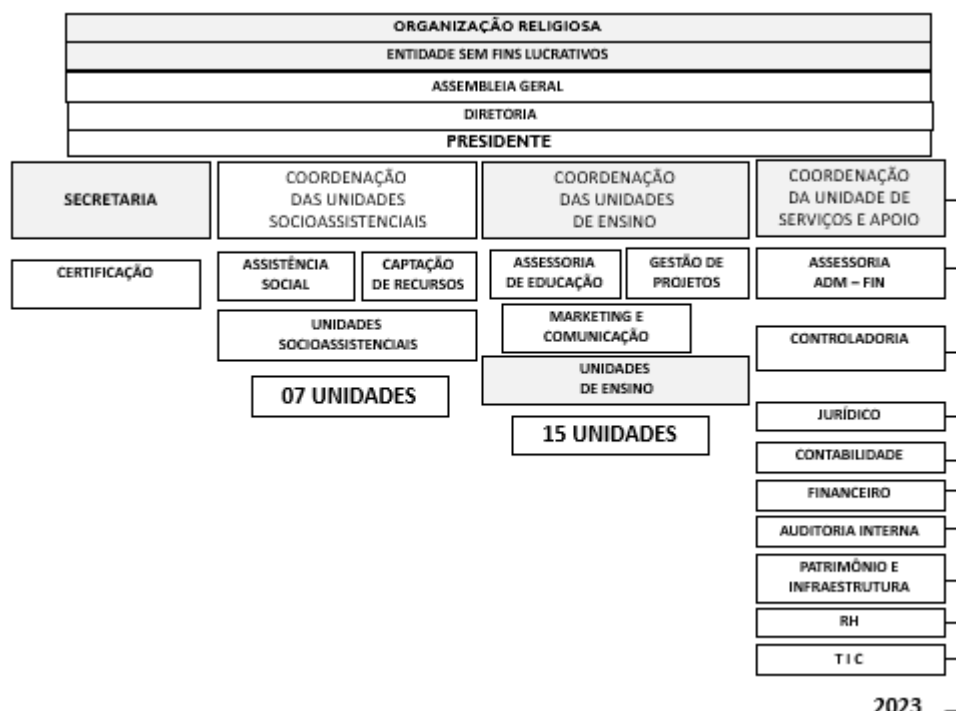 ORGANIZAÇÃO RELIGIOSA
ENTIDADE SEM FINS LUCRATIVOS
ASSEMBLEIA GERAL
DIRETORIA
PRESIDENTE
SECRETARIA
COORDENAÇÃO
DAS UNIDADES
SOCIOASSISTENCIAIS
COORDENAÇÃO
DAS UNIDADES
DE ENSINO
COORDENAÇÃO
DA UNIDADE DE
SERVIÇOS E APOIO
CERTIFICAÇÃO
ASSISTÊNCIA
SOCIAL
CAPTAÇÃO
DE RECURSOS
ASSESSORIA
DE EDUCAÇÃO
GESTÃO DE
PROJETOS
ASSESSORIA
ADM – FIN
UNIDADES
SOCIOASSISTENCIAIS
MARKETING E
COMUNICAÇÃO
CONTROLADORIA
UNIDADES
DE ENSINO
07 UNIDADES
15 UNIDADES
JURÍDICO
CONTABILIDADE
FINANCEIRO
AUDITORIA INTERNA
PATRIMÔNIO E
INFRAESTRUTURA
RH
T I C
2023